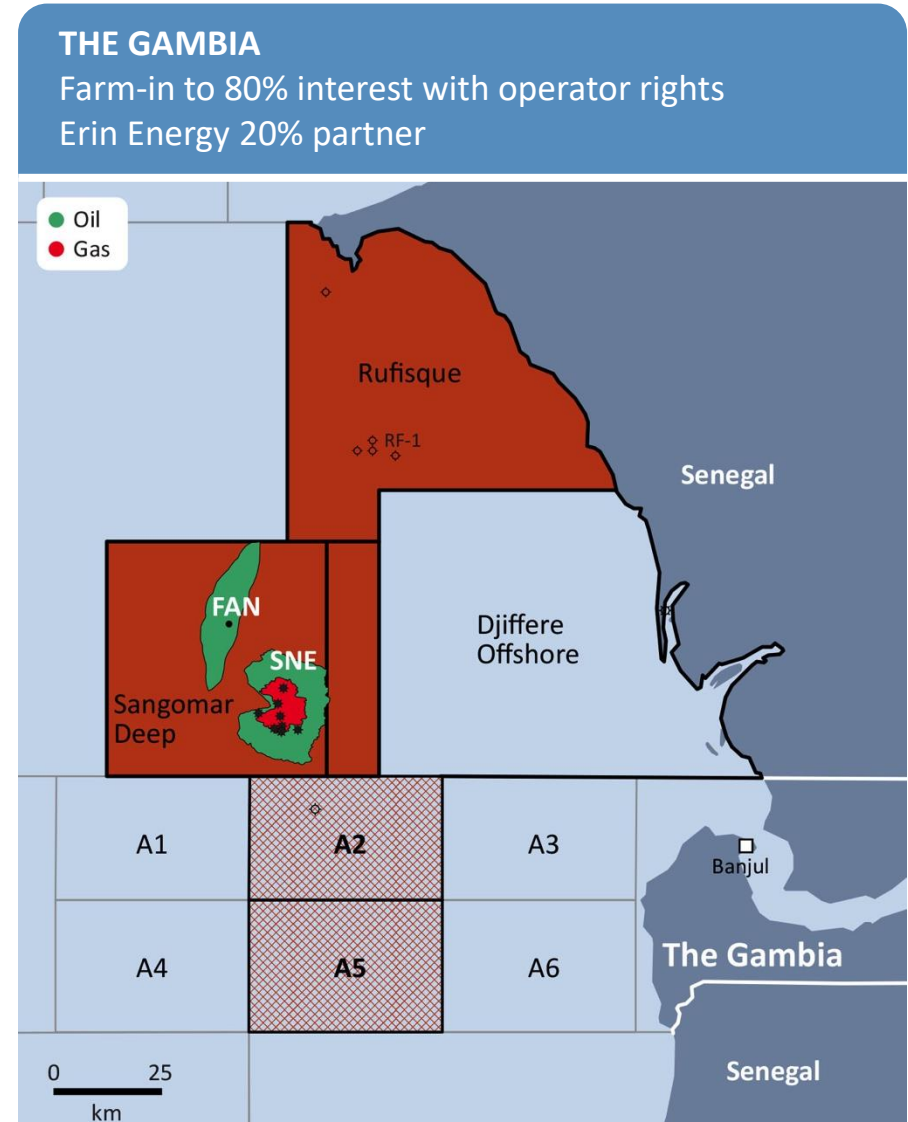 THE GAMBIA
Farm-in to 80% interest with operator rights
Erin Energy 20% partner
Oil
Gas
Rufisque
RF-1
Senegal
FAN
Djiffere
Offshore
SNE
Sangomar
Deep
A1
A2
A3
Banjul
The Gambia
A4
A5
A6
0 25
km
Senegal